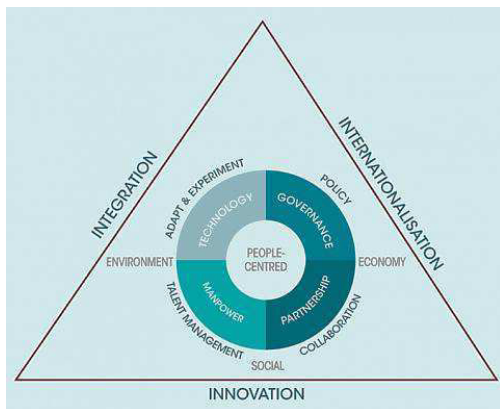 INTEGRATION
INTERNATIONALISATION
ADAPT & EXPERIMENT
POLICY
TECHNOLOGY
GOVERNANCE
ENVIRONMENT
PEOPLE-
CENTRED
ECONOMY
MANPOWER
PARTNERSHIP
TALENT MANAGEMENT
COLLABORATION
SOCIAL
INNOVATION